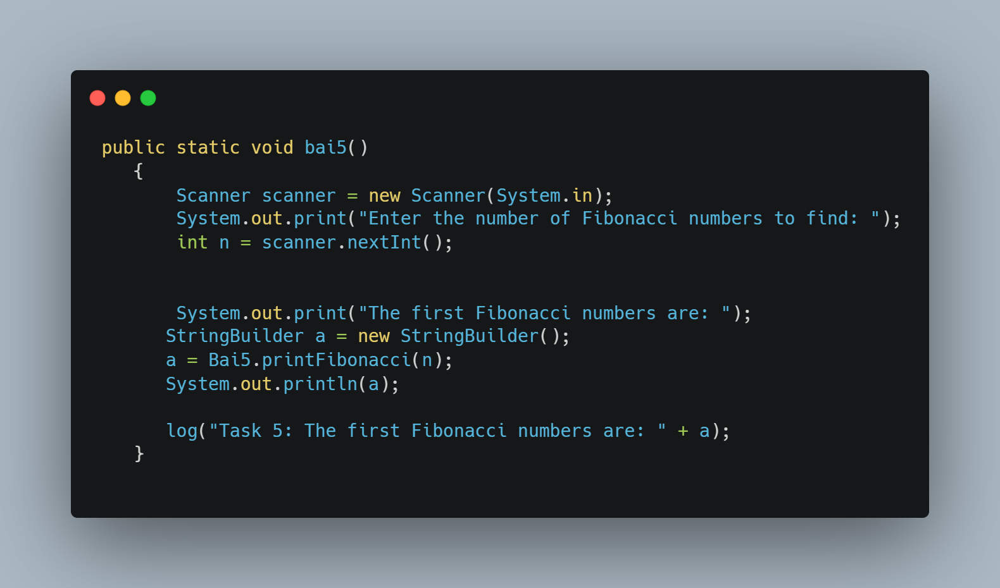 public static void bai5()
{
Scanner scanner = new Scanner(System.in);
System.out.print("Enter the number of Fibonacci numbers to find: ");
int n = scanner.nextInt();
System.out.print("The first Fibonacci numbers are: ");
StringBuilder a = new StringBuilder();
a = Bai5.printFibonacci(n);
System.out.println(a);
log("Task 5: The first Fibonacci numbers are: " + a);
}